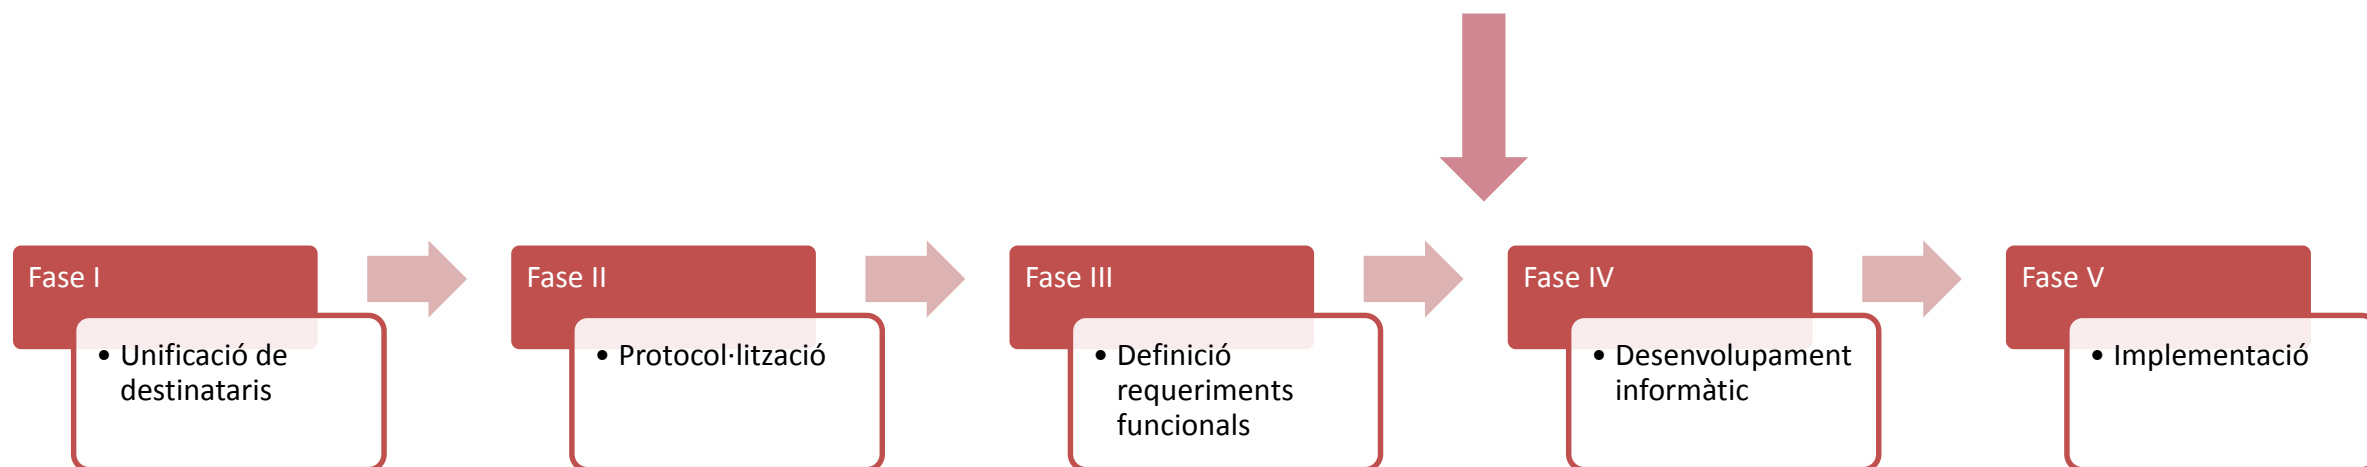 Fase I
• Unificació de
destinataris
Fase II
• Protocol·lització
Fase III
• Definició
requeriments
funcionals
Fase IV
• Desenvolupament
informàtic
Fase V
• Implementació